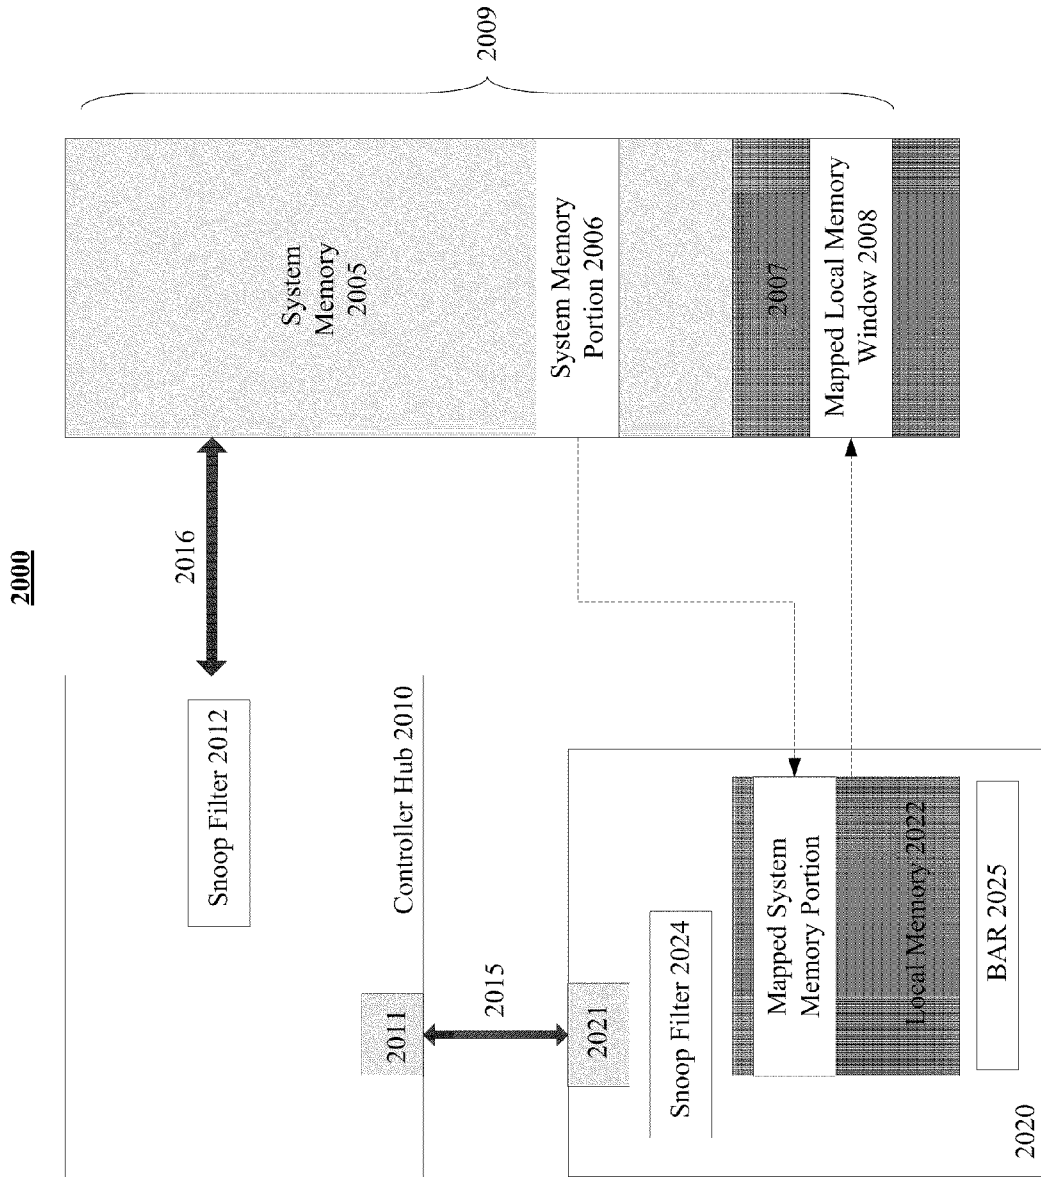 2000
Snoop Filter 2012
Controller Hub 2010
2011
2015
2016
System
Memory
2005
System Memory
Portion 2006
2007
Mapped Local Memory
Window 2008
2009
2021
Snoop Filter 2024
Mapped System
Memory Portion
Local Memory 2022
BAR 2025
2020